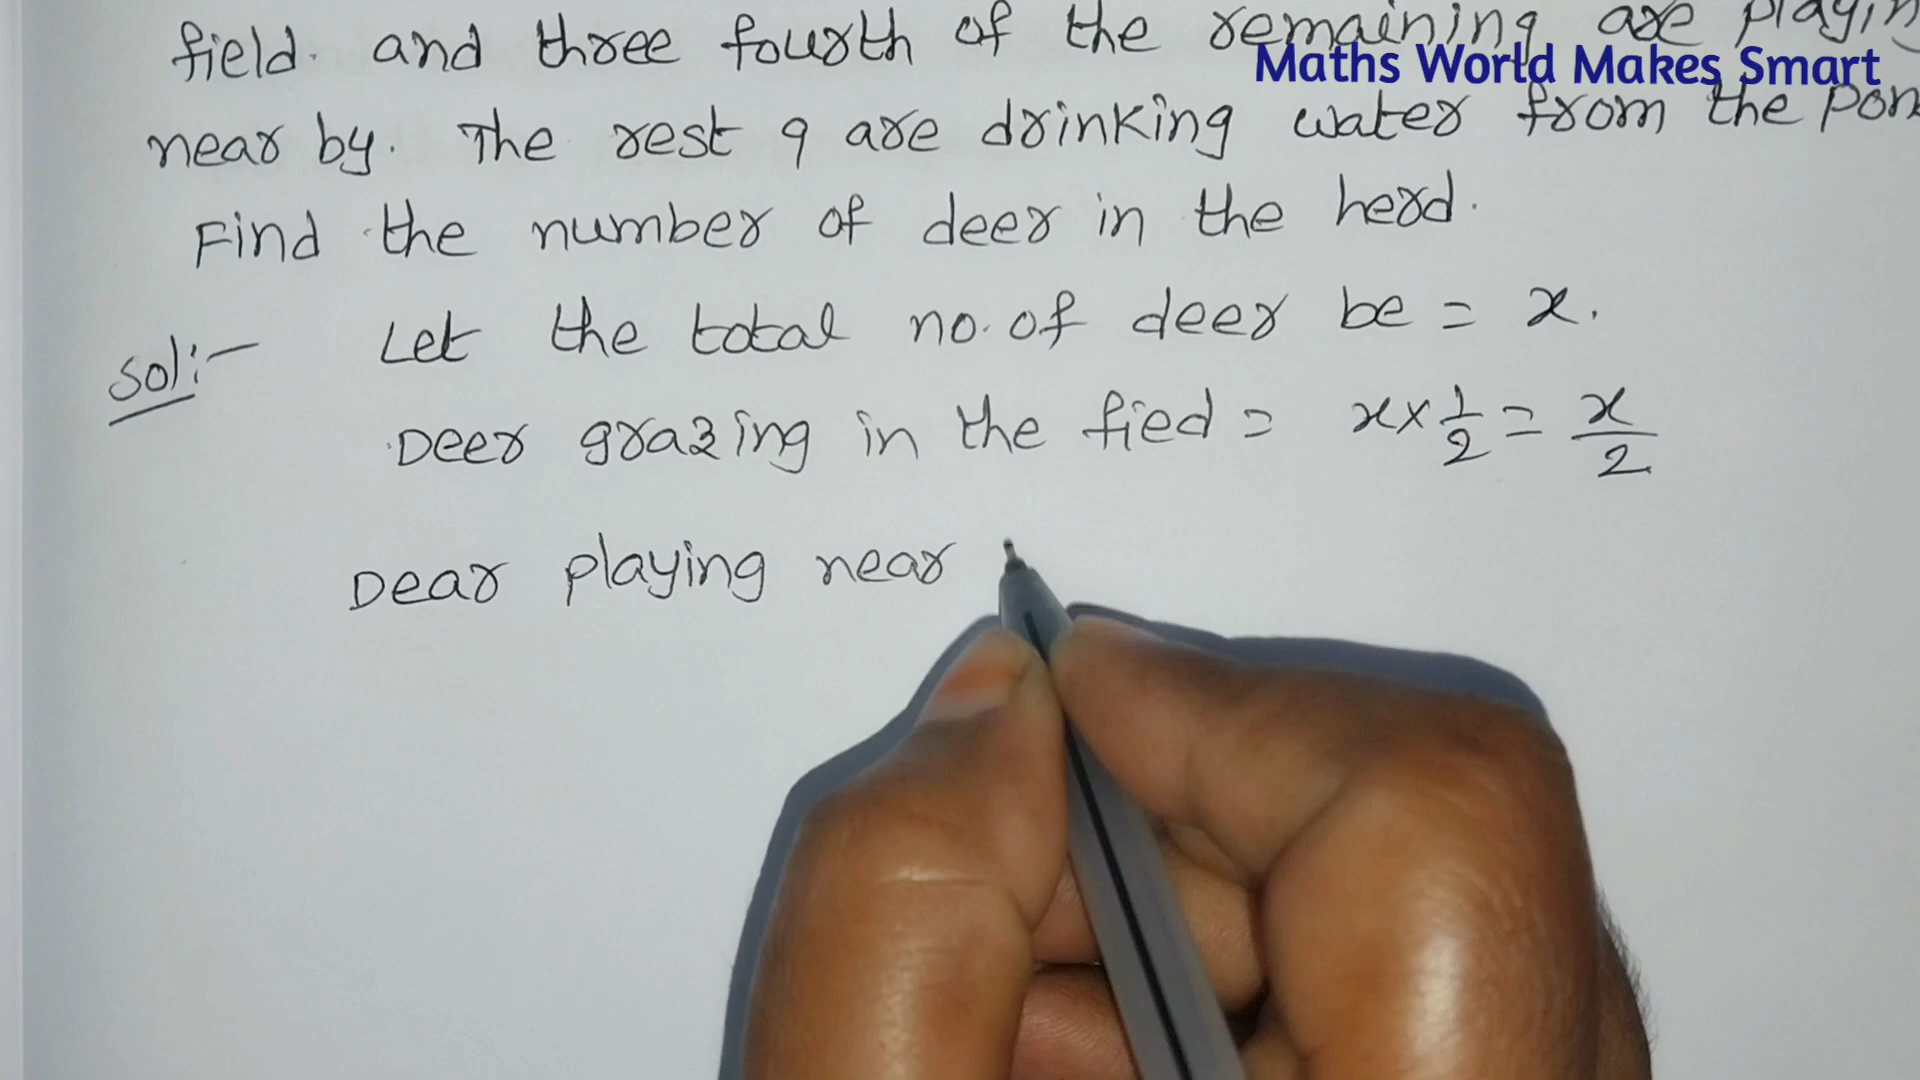 field. and three fourth of the remaining are playin
Maths World Makes Smart
near by. The rest 9 are drinking water from the pon
Find the number of deer in the herd.
Sol:- Let the total no. of deer be = x.
Deer grazing in the fied = x × 1/2 = x/2
Dear playing near